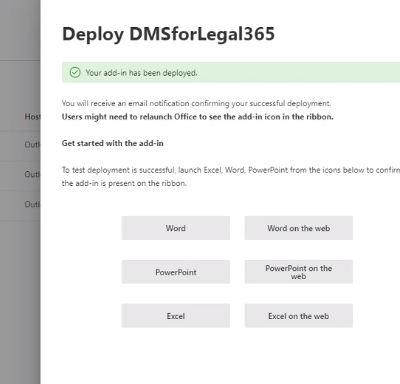 Deploy DMSforLegal365
Your add-in has been deployed.
You will receive an email notification confirming your successful deployment.
Users might need to relaunch Office to see the add-in icon in the ribbon.
Host
Get started with the add-in
Outl
To test deployment is successful, launch Excel, Word, PowerPoint from the icons below to confirm
Outl
the add-in is present on the ribbon.
Outl
Word
Word on the web
PowerPoint
PowerPoint on the
web
Excel
Excel on the web